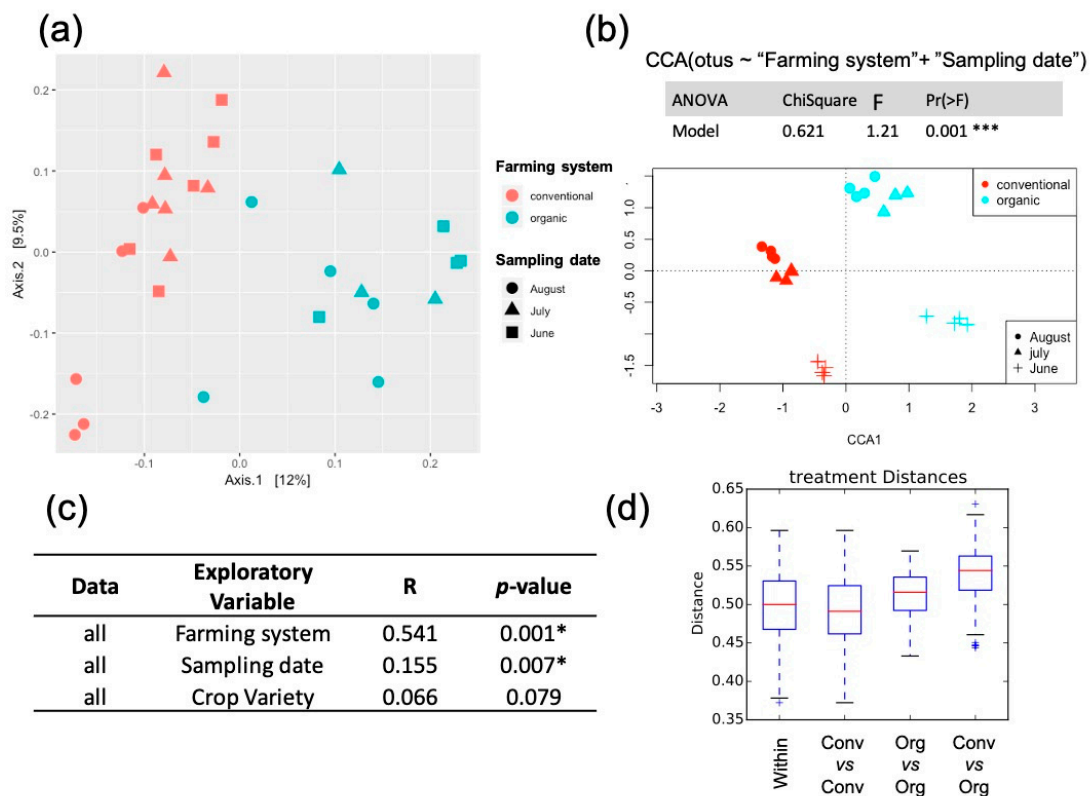 (a)
0.2
0.1
0.0
-0.1
-0.2
Axis.2 [9.5%]
-0.1
0.0
0.1
0.2
Axis.1 [12%]
Farming system
conventional
organic
Sampling date
August
July
June
(b)
CCA(otus ~ “Farming system”+ ”Sampling date”)
ANOVA ChiSquare F Pr(>F)
Model 0.621 1.21 0.001 ***
conventional
organic
1.0
0.5
0.0
-0.5
-1.5
August
july
June
-3 -2 -1 0 1 2 3
CCA1
(c)
Data Exploratory Variable R p-value
all Farming system 0.541 0.001*
all Sampling date 0.155 0.007*
all Crop Variety 0.066 0.079
(d)
treatment Distances
0.65
0.60
0.55
0.50
0.45
0.40
0.35
Distance
Within
Conv vs Conv
Org vs Org
Conv vs Org